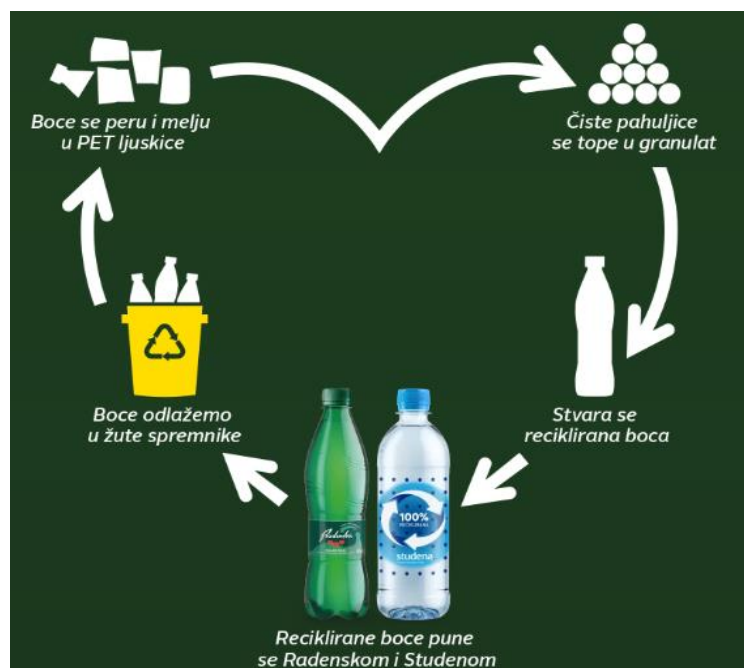 Boce se peru i melju
u PET ljuskice
Čiste pahuljice
se tope u granulat
Boce odlažemo
u žute spremnike
Stvara se
reciklirana boca
Radenska
100%
studena
Reciklirane boce pune
se Radenskom i Studenom